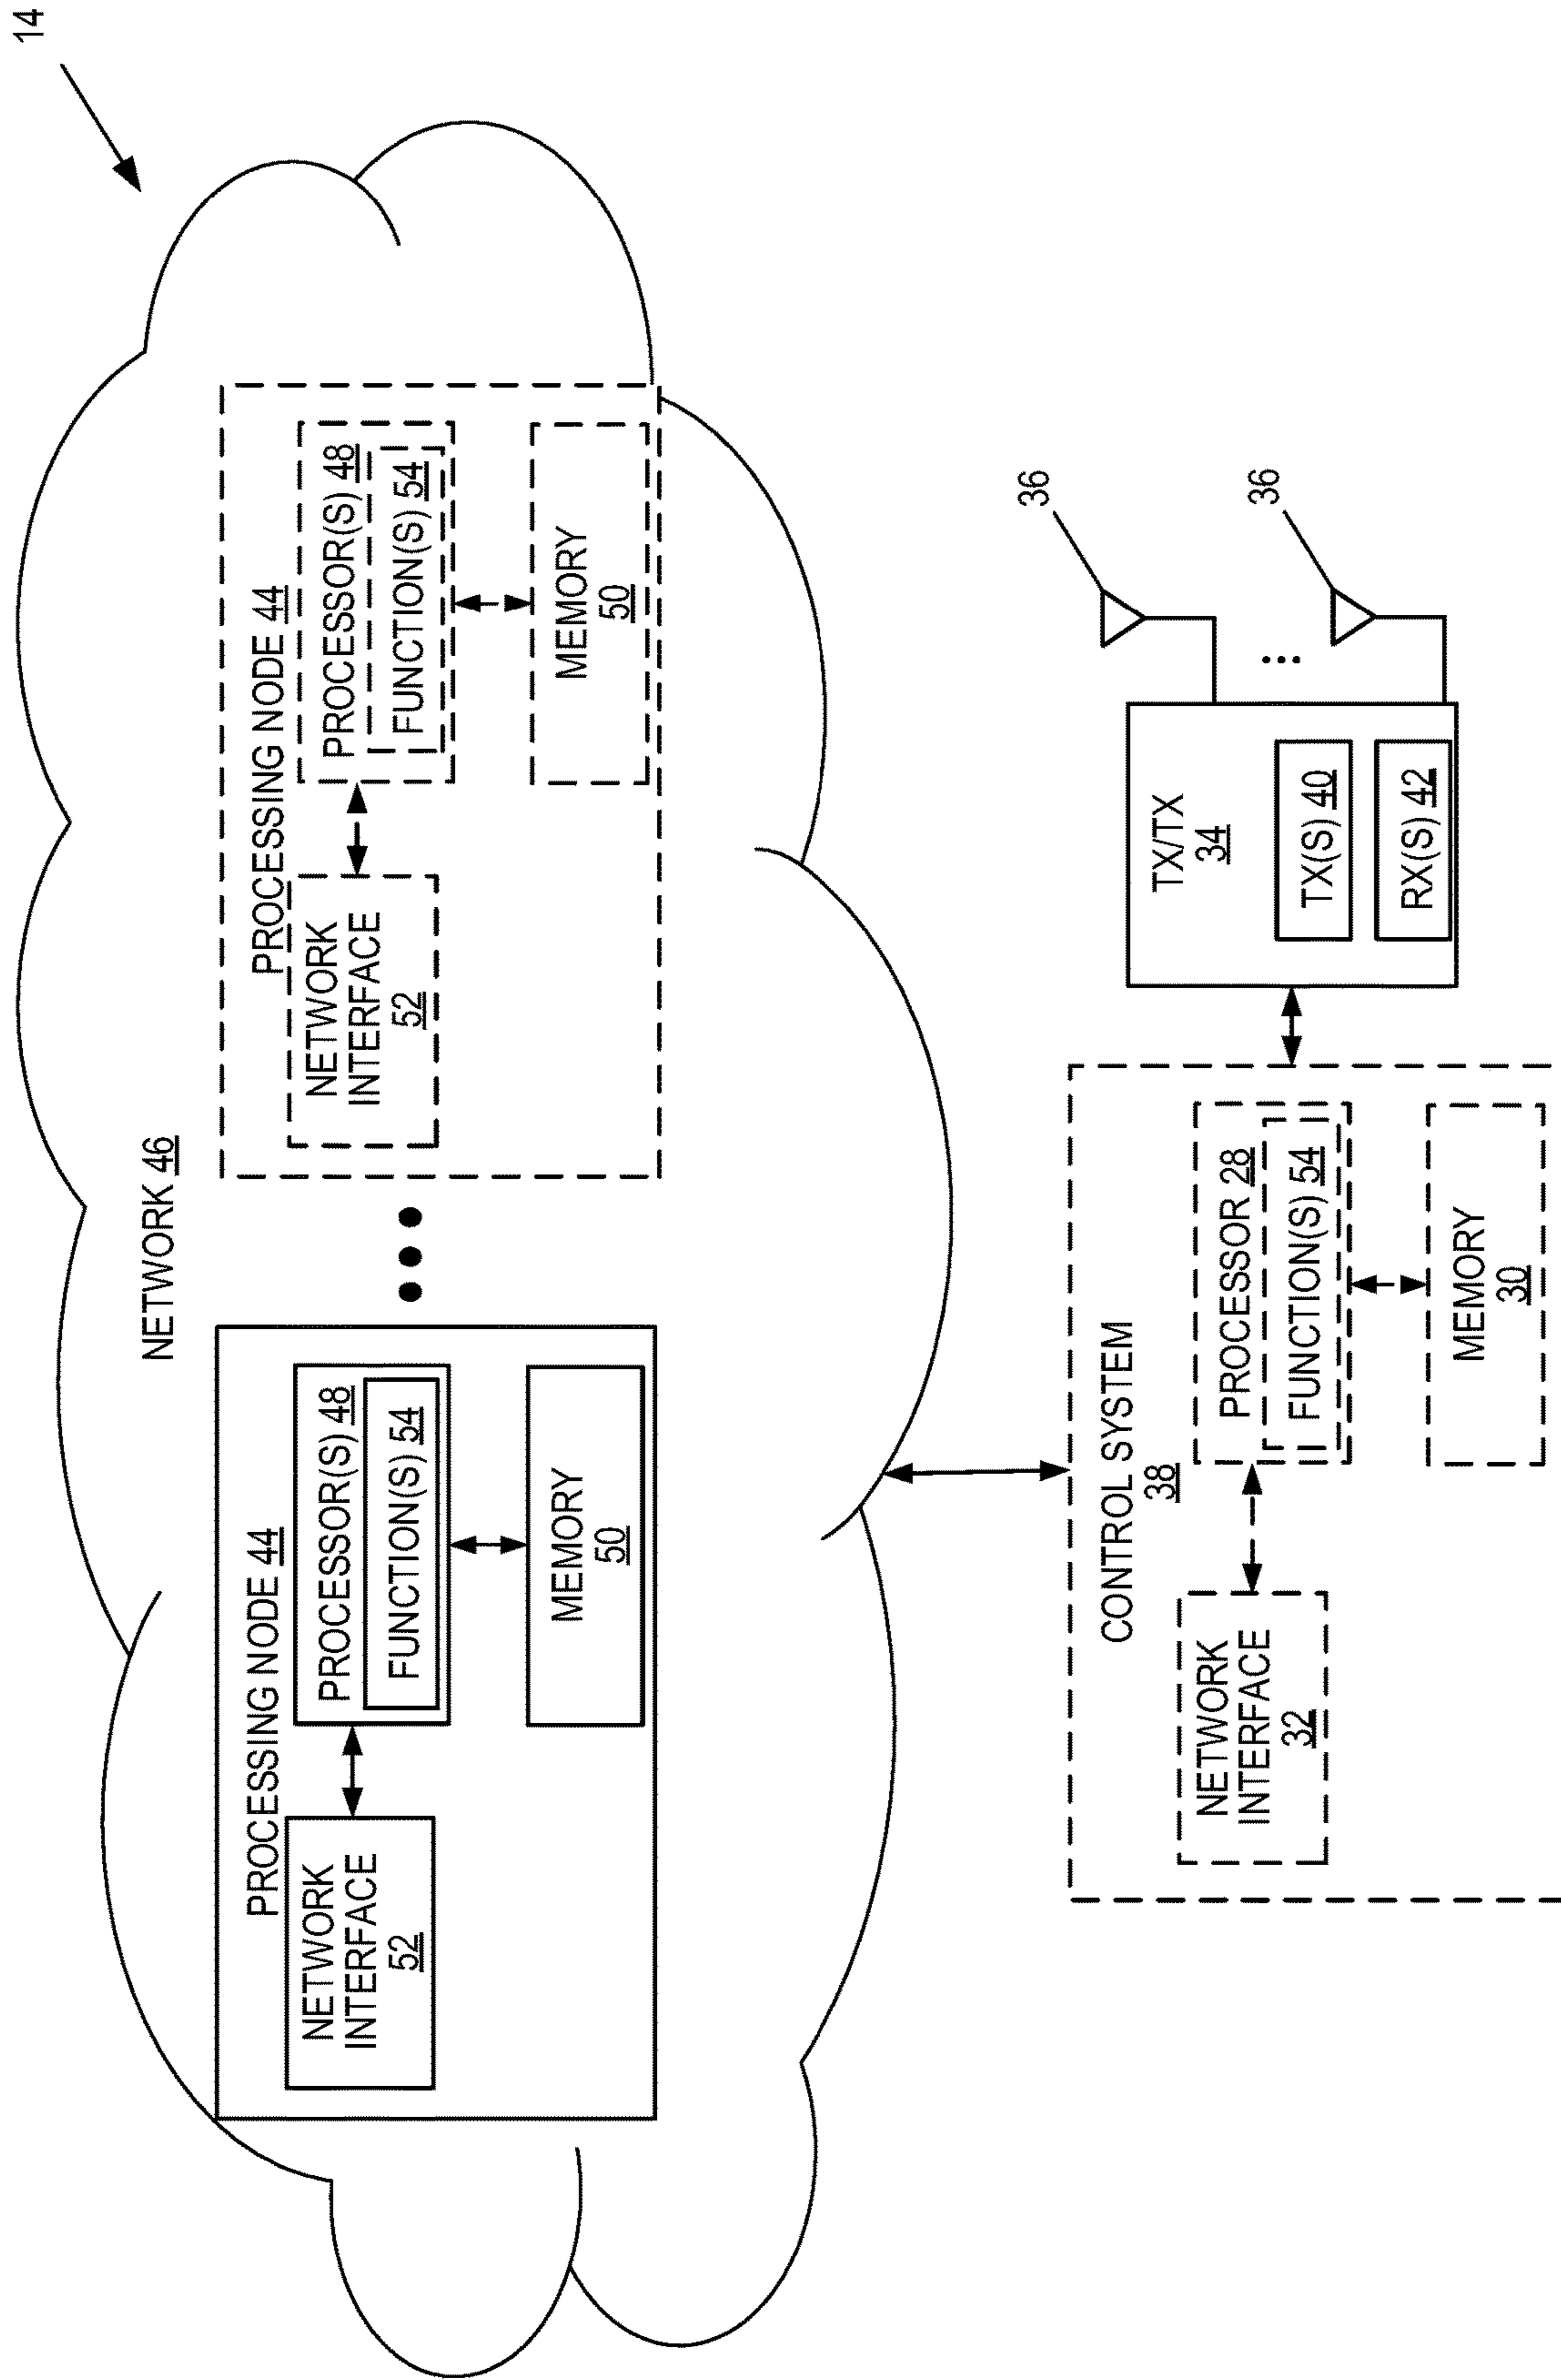 14
NETWORK 46
PROCESSING NODE 44
NETWORK
INTERFACE
52
PROCESSOR(S) 48
FUNCTION(S) 54
MEMORY
50
PROCESSING NODE 44
NETWORK
INTERFACE
52
PROCESSOR(S) 48
FUNCTION(S) 54
MEMORY
50
CONTROL SYSTEM
38
NETWORK
INTERFACE
32
PROCESSOR 28
FUNCTION(S) 54
MEMORY
30
TX/TX
34
TX(S) 40
RX(S) 42
36
36